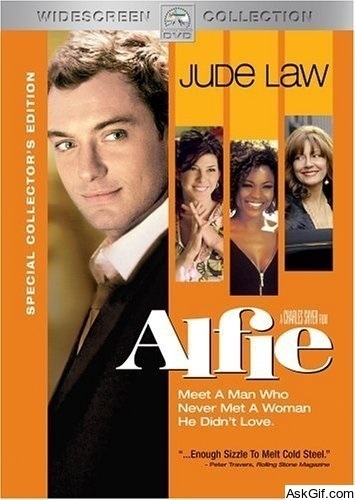 WIDESCREEN DVD COLLECTION
SPECIAL COLLECTOR'S EDITION
JUDE LAW
A CHARLES SHYER FILM
Alfie
Meet A Man Who
Never Met A Woman
He Didn't Love.
"...Enough Sizzle To Melt Cold Steel."
- Peter Travers, Rolling Stone Magazine
AskGif.com